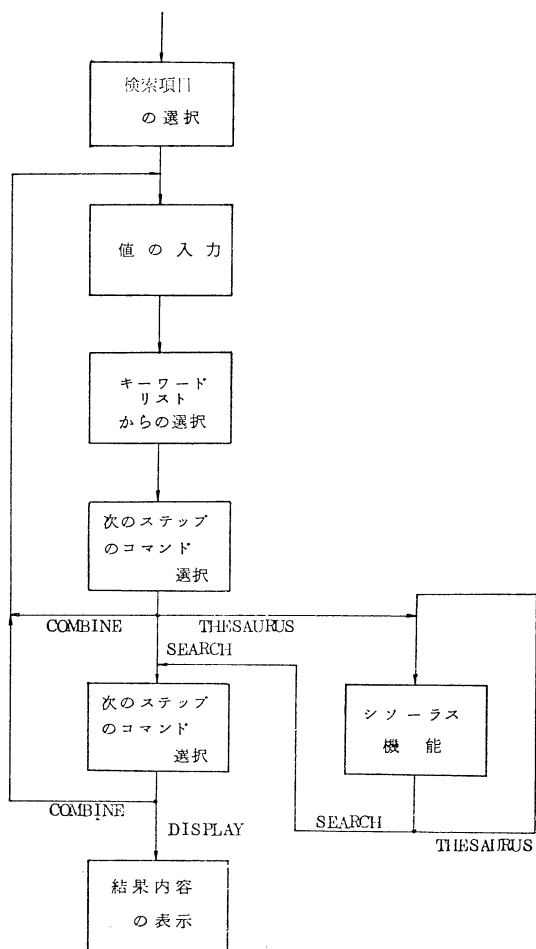 検索項目
の選択
値の入力
キーワード
リスト
からの選択
次のステップ
のコマンド
選択
COMBINE
THESAURUS
SEARCH
次のステップ
のコマンド
選択
シソーラス
機能
COMBINE
DISPLAY
SEARCH
THESAURUS
結果内容
の表示